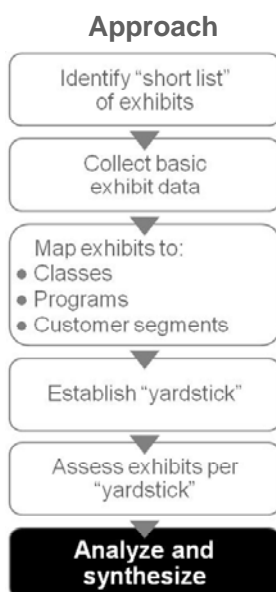 Approach
Identify “short list”
of exhibits
Collect basic
exhibit data
Map exhibits to:
● Classes
● Programs
● Customer segments
Establish “yardstick”
Assess exhibits per
“yardstick”
Analyze and
synthesize